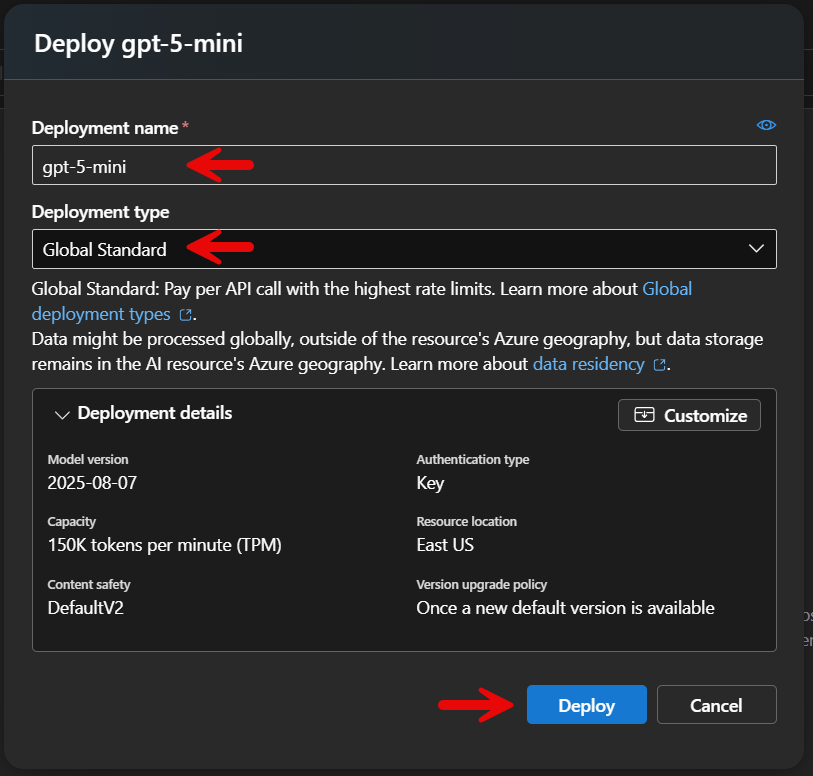 Deploy gpt-5-mini
Deployment name *
gpt-5-mini
Deployment type
Global Standard
Global Standard: Pay per API call with the highest rate limits. Learn more about Global
deployment types .
Data might be processed globally, outside of the resource's Azure geography, but data storage
remains in the AI resource's Azure geography. Learn more about data residency .
Deployment details
Customize
Model version
2025-08-07
Authentication type
Key
Capacity
150K tokens per minute (TPM)
Resource location
East US
Content safety
DefaultV2
Version upgrade policy
Once a new default version is available
Deploy
Cancel